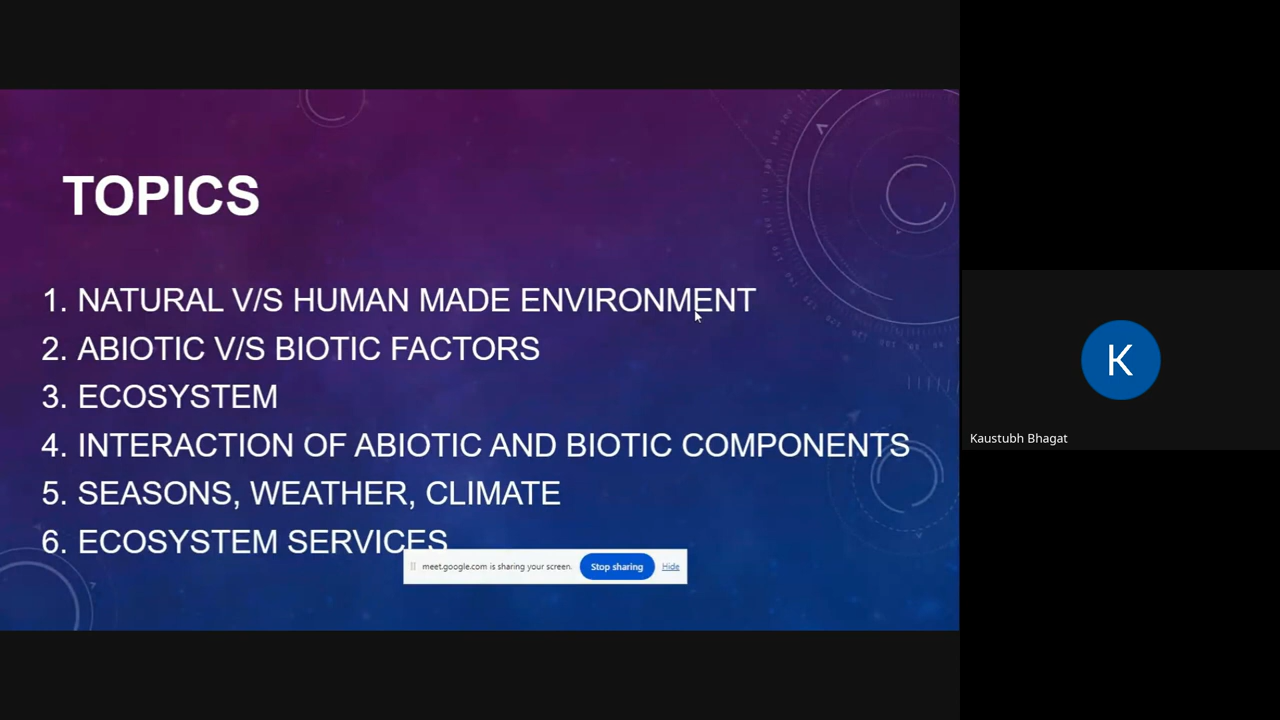 TOPICS
1. NATURAL V/S HUMAN MADE ENVIRONMENT
2. ABIOTIC V/S BIOTIC FACTORS
3. ECOSYSTEM
4. INTERACTION OF ABIOTIC AND BIOTIC COMPONENTS
5. SEASONS, WEATHER, CLIMATE
6. ECOSYSTEM SERVICES
meet.google.com is sharing your screen. Stop sharing Hide
K
Kaustubh Bhagat